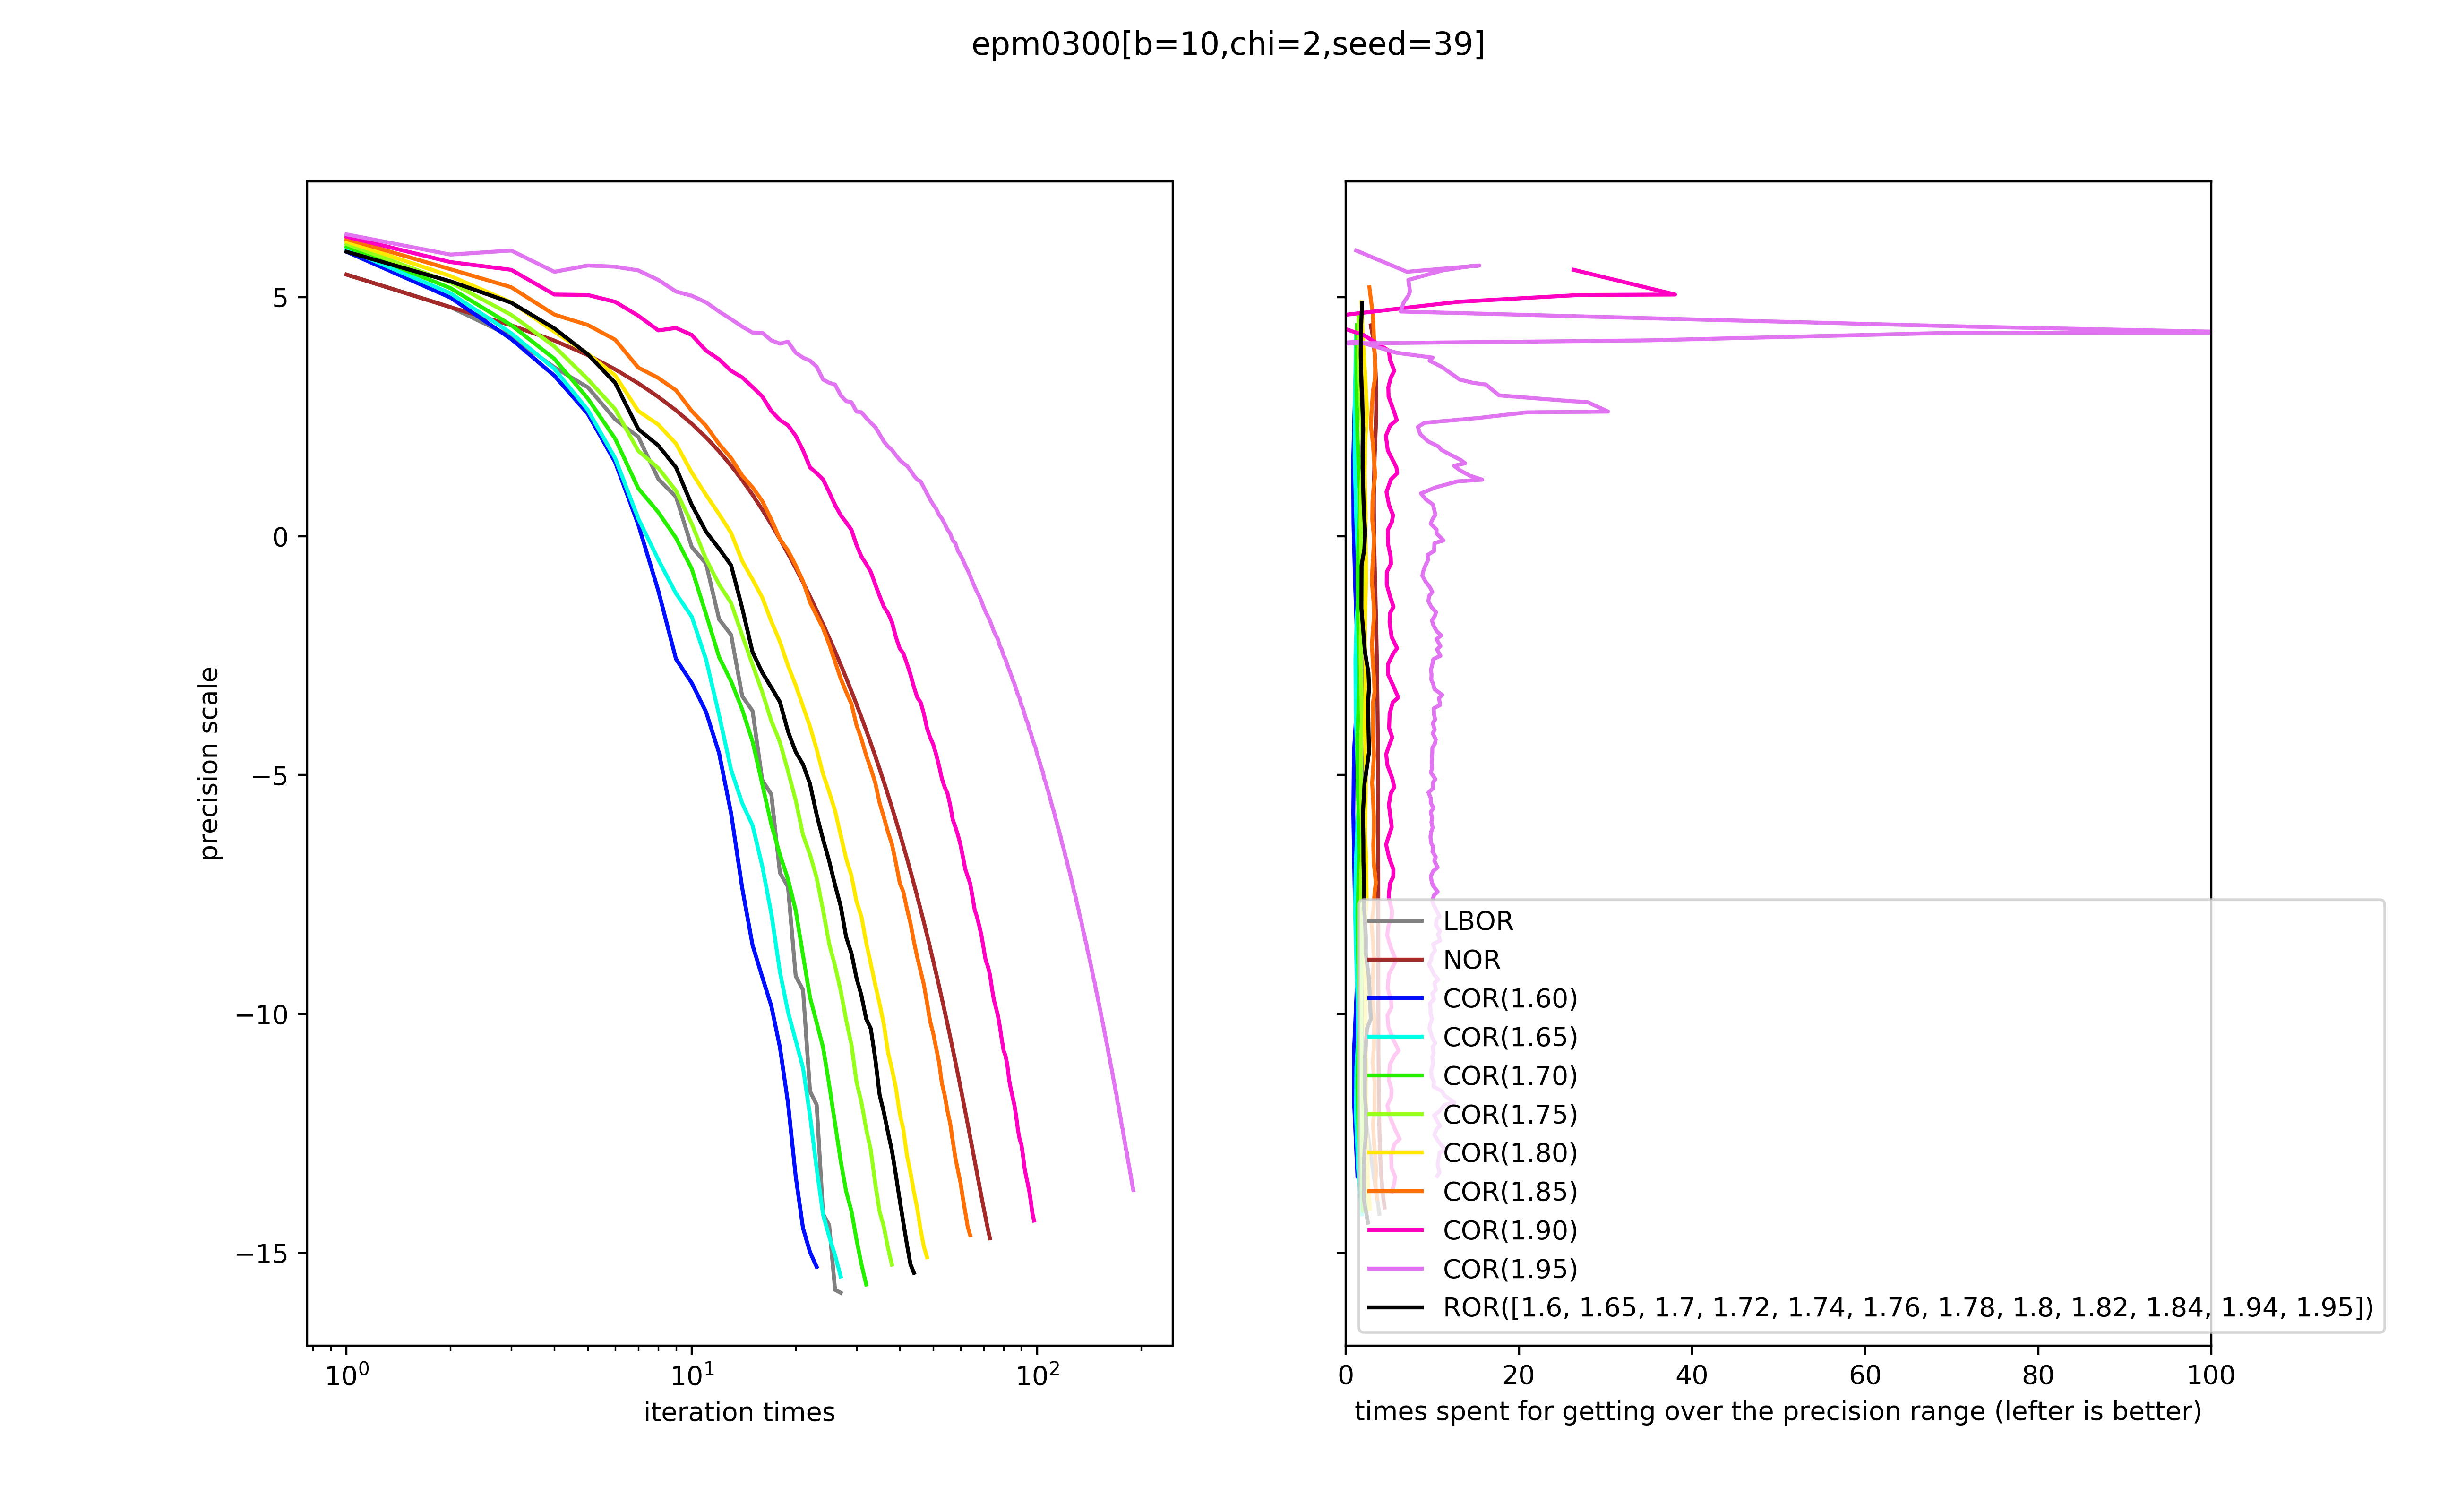 epm0300[b=10,chi=2,seed=39]
precision scale
5
0
−5
−10
−15
10⁰
10¹
10²
iteration times
LBOR
NOR
COR(1.60)
COR(1.65)
COR(1.70)
COR(1.75)
COR(1.80)
COR(1.85)
COR(1.90)
COR(1.95)
ROR([1.6, 1.65, 1.7, 1.72, 1.74, 1.76, 1.78, 1.8, 1.82, 1.84, 1.94, 1.95])
0 20 40 60 80 100
times spent for getting over the precision range (lefter is better)